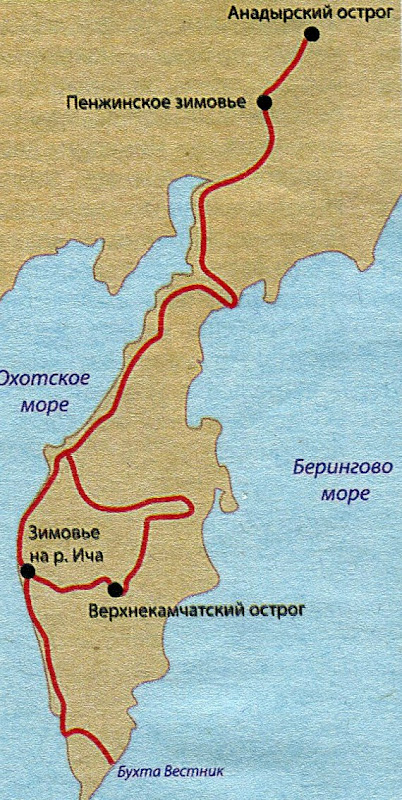 Анадырский острог
Пенжинское зимовье
Охотское
море
Берингово
море
Зимовье
на р. Ича
Верхнекамчатский острог
Бухта Вестник